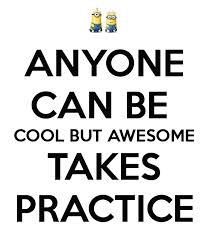 ANYONE
CAN BE
COOL BUT AWESOME
TAKES
PRACTICE